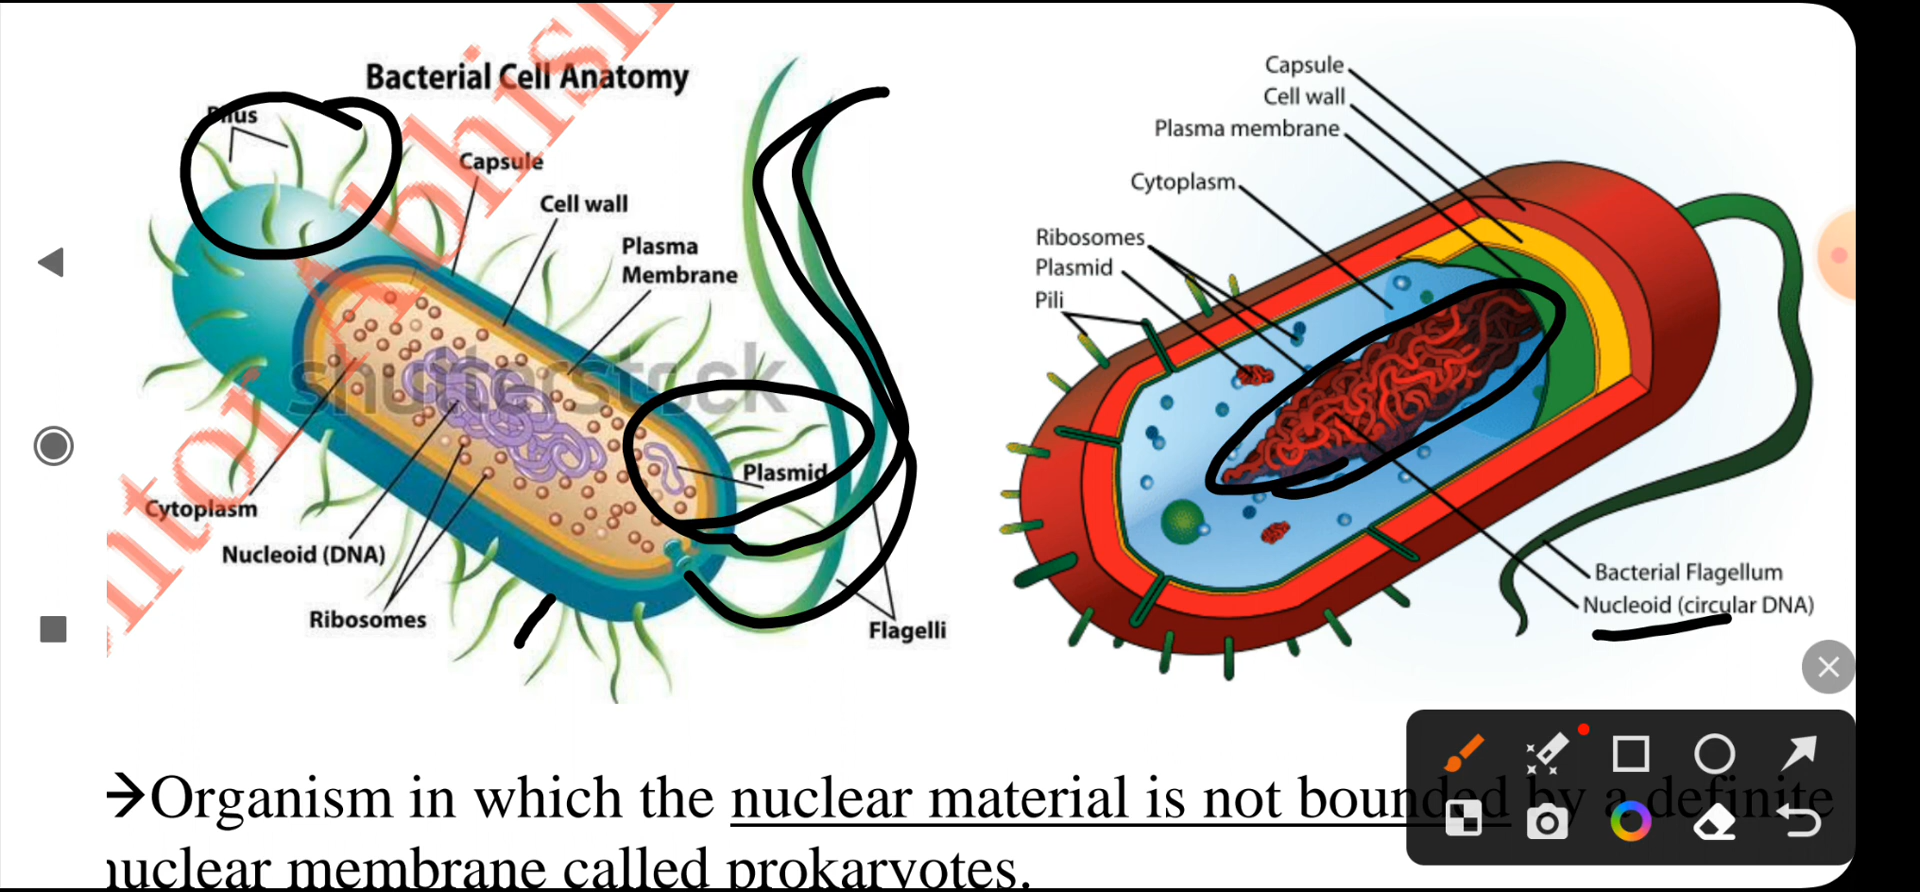 Bacterial Cell Anatomy
Pilus
Capsule
Cell wall
Plasma
Membrane
Plasmid
Cytoplasm
Nucleoid (DNA)
Ribosomes
Flagelli
shutterstock
Capsule
Cell wall
Plasma membrane
Cytoplasm
Ribosomes
Plasmid
Pili
Bacterial Flagellum
Nucleoid (circular DNA)
→Organism in which the nuclear material is not bounded by a definite
nuclear membrane called prokaryotes.